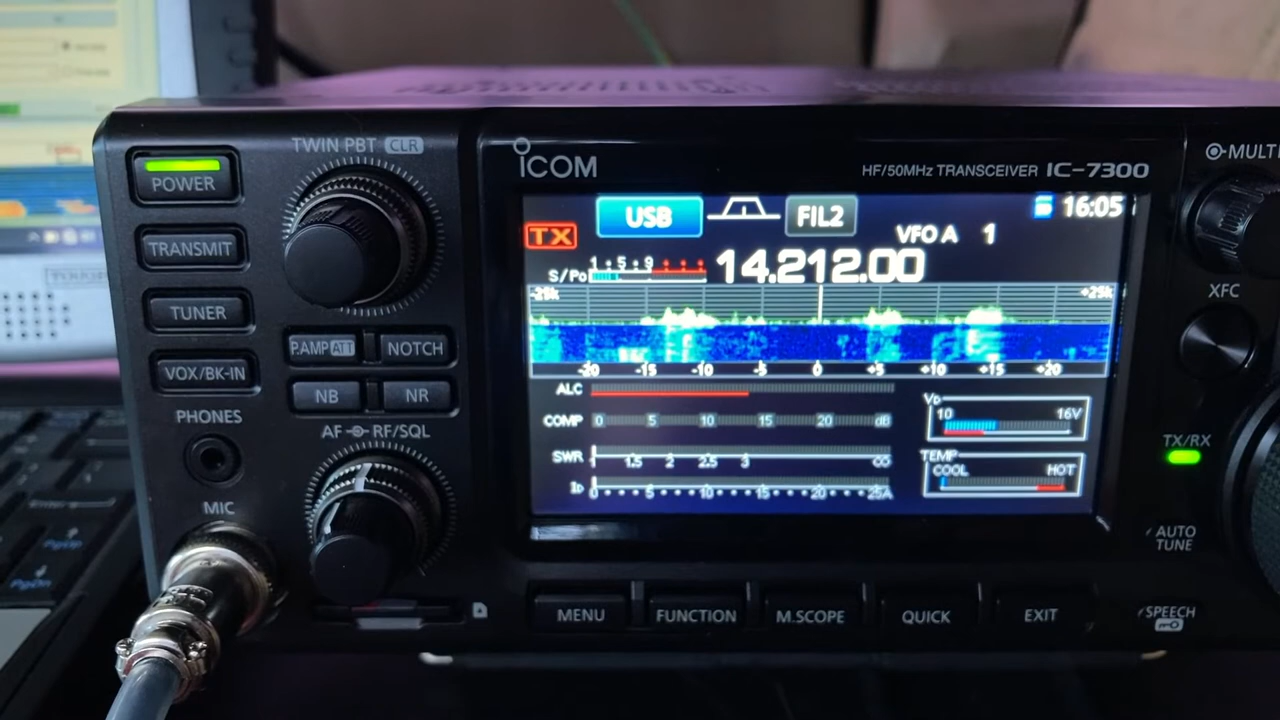 TWIN PBT CLR
POWER
TRANSMIT
TUNER
P.AMP ATT
NOTCH
VOX/BK-IN
NB
NR
PHONES
AF RF/SQL
MIC
ICOM
HF/50MHz TRANSCEIVER IC-7300
USB
FIL2
16:05
TX
VFO A 1
S/Po 1 5 9
14.212.00
-25k
+25k
-20 -15 -10 -5 0 +5 +10 +15 +20
ALC
COMP 0 5 10 15 20 dB
SWR 1 1.5 2 2.5 3 ∞
ID 0 5 10 15 20 25A
VD
10 16V
TEMP
COOL HOT
MENU
FUNCTION
M.SCOPE
QUICK
EXIT
MULTI
XFC
TX/RX
AUTO
TUNE
SPEECH
PgUp
PgDn